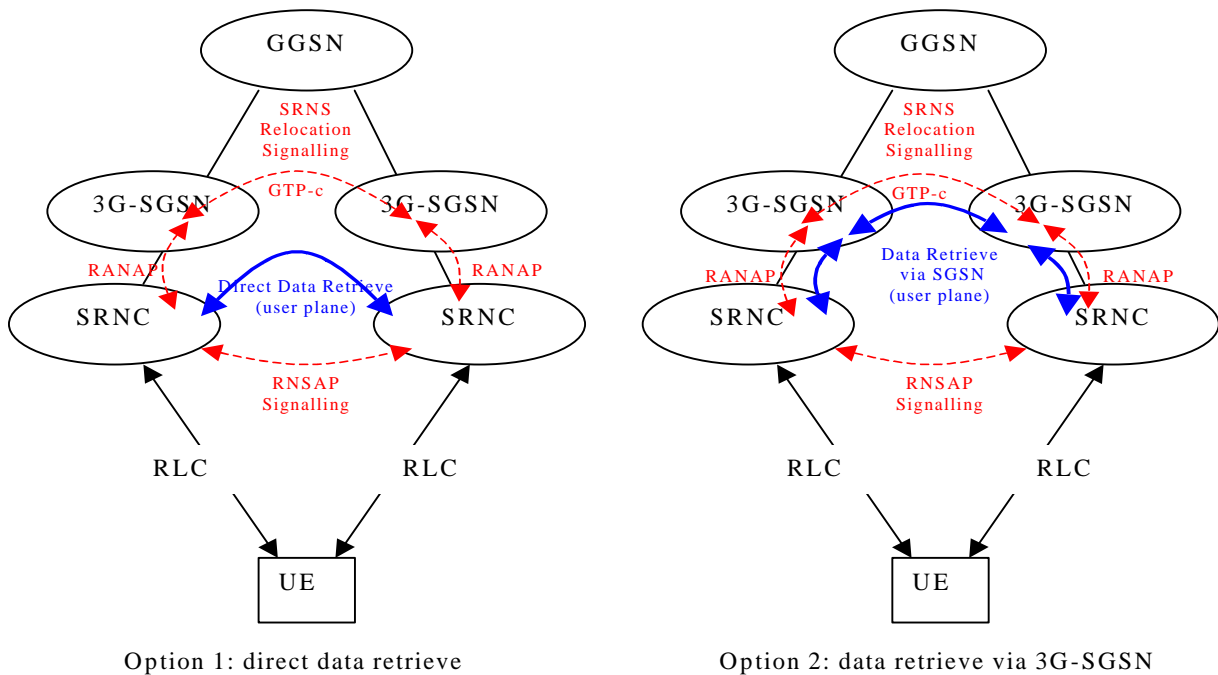 GGSN
SRNS
Relocation
Signalling
GTP-c
3G-SGSN
3G-SGSN
RANAP
RANAP
Direct Data Retrieve
(user plane)
SRNC
SRNC
RNSAP
Signalling
RLC
RLC
UE
Option 1: direct data retrieve
GGSN
SRNS
Relocation
Signalling
GTP-c
3G-SGSN
3G-SGSN
Data Retrieve
via SGSN
(user plane)
RANAP
RANAP
SRNC
SRNC
RNSAP
Signalling
RLC
RLC
UE
Option 2: data retrieve via 3G-SGSN